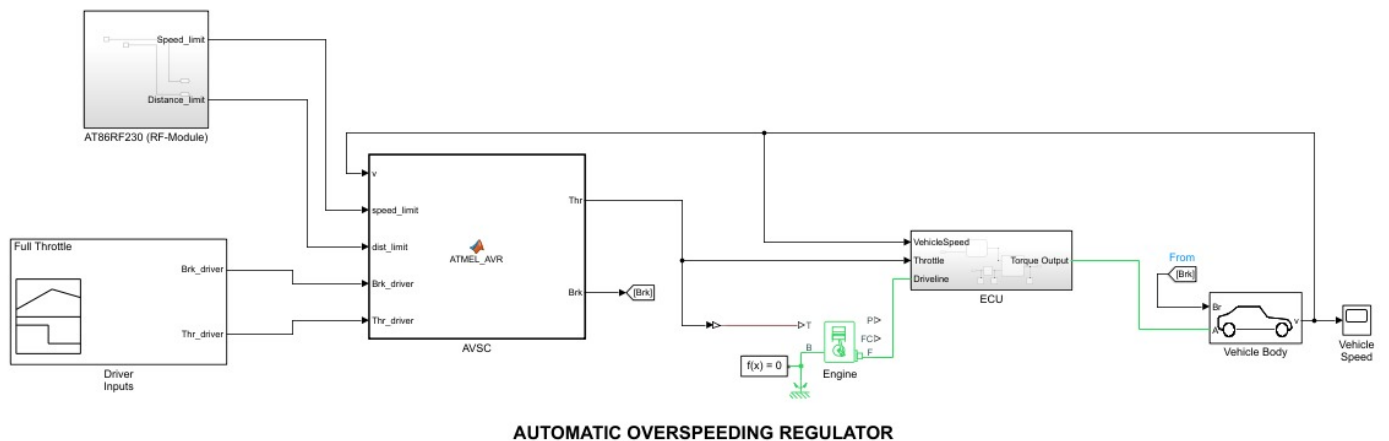 Speed_limit
Distance_limit
AT86RF230 (RF-Module)
Full Throttle
Brk_driver
Thr_driver
Driver
Inputs
v
speed_limit
dist_limit
Brk_driver
Thr_driver
ATMEL_AVR
Thr
Brk
AVSC
[Brk]
T
P
FC
F
B
Engine
f(x) = 0
VehicleSpeed
Throttle
Driveline
Torque Output
ECU
From
[Brk]
Br
A
v
Vehicle Body
Vehicle
Speed
AUTOMATIC OVERSPEEDING REGULATOR